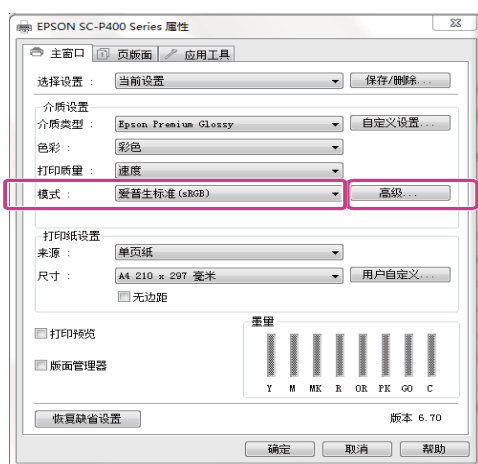 EPSON SC-P400 Series 属性
主窗口 页版面 应用工具
选择设置： 当前设置 保存/删除...
介质设置
介质类型： Epson Premium Glossy 自定义设置...
色彩： 彩色
打印质量： 速度
模式： 爱普生标准(sRGB) 高级...
打印纸设置
来源： 单页纸
尺寸： A4 210 x 297 毫米 用户自定义...
无边距
墨量
打印预览
版面管理器
Y M MK R OR PK GO C
恢复缺省设置 版本 6.70
确定 取消 帮助